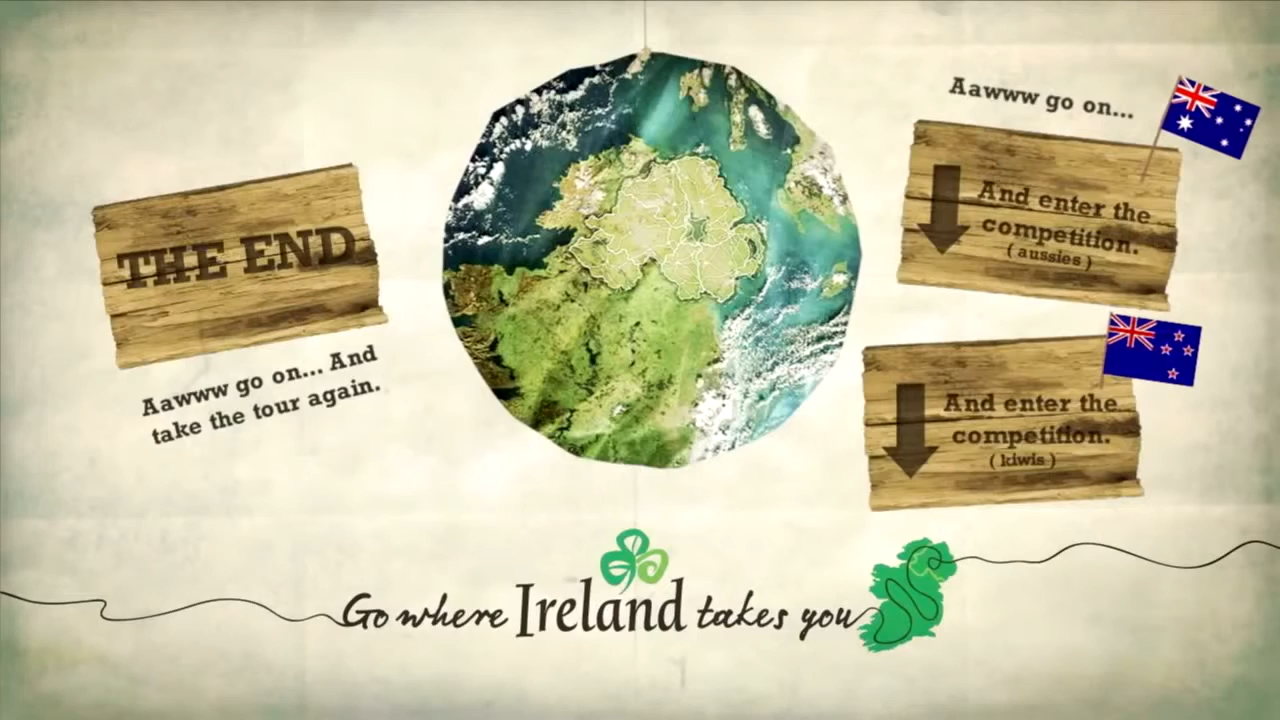 THE END
Aawww go on... And
take the tour again.
Aawww go on...
And enter the
competition.
( aussies )
And enter the
competition.
( kiwis )
Go where Ireland takes you